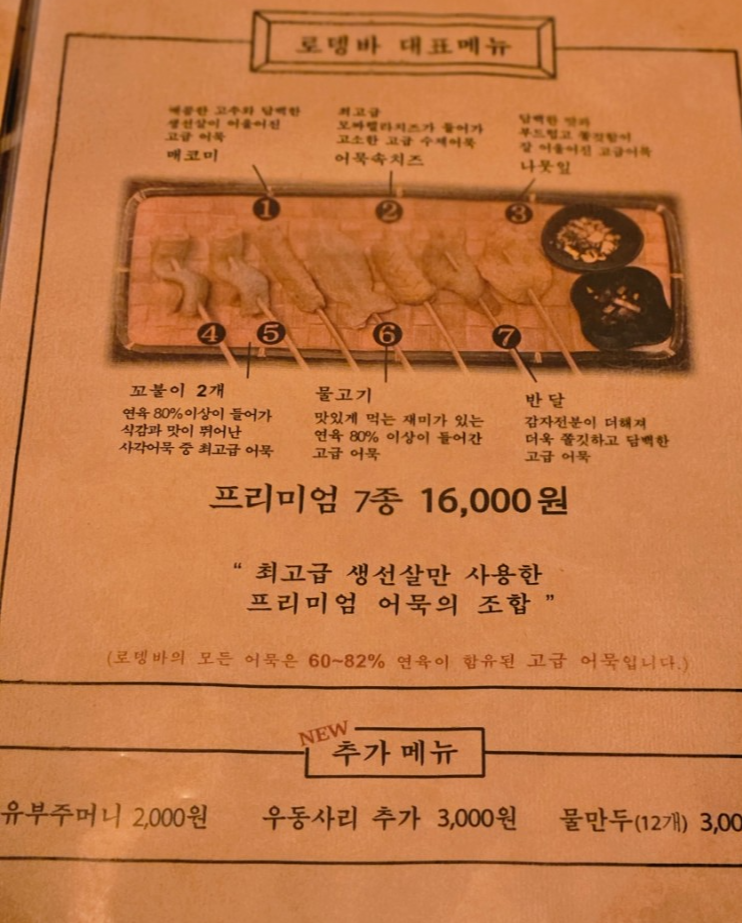 로뎅바 대표메뉴
매콤한 고추와 담백한
생선살이 어우러진
고급 어묵
매코미
최고급
모짜렐라치즈가 들어가
고소한 고급 수제어묵
어묵속치즈
담백한 맛과
부드럽고 쫄깃함이
잘 어우러진 고급어묵
나뭇잎
1
2
3
4
5
6
7
꼬불이 2개
연육 80%이상이 들어가
식감과 맛이 뛰어난
사각어묵 중 최고급 어묵
물고기
맛있게 먹는 재미가 있는
연육 80% 이상이 들어간
고급 어묵
반달
감자전분이 더해져
더욱 쫄깃하고 담백한
고급 어묵
프리미엄 7종 16,000원
“ 최고급 생선살만 사용한
프리미엄 어묵의 조합 ”
(로뎅바의 모든 어묵은 60~82% 연육이 함유된 고급 어묵입니다.)
NEW
추가 메뉴
유부주머니 2,000원 우동사리 추가 3,000원 물만두(12개) 3,00